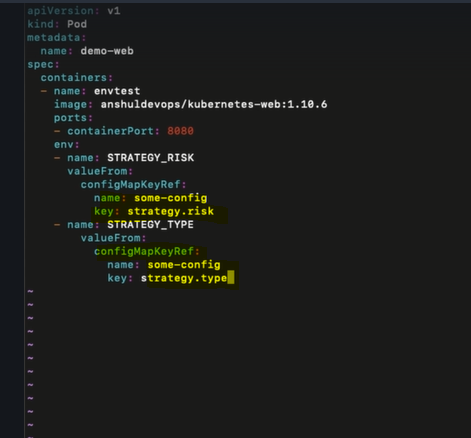 apiVersion: v1
kind: Pod
metadata:
  name: demo-web
spec:
  containers:
  - name: envtest
    image: anshuldevops/kubernetes-web:1.10.6
    ports:
    - containerPort: 8080
    env:
    - name: STRATEGY_RISK
      valueFrom:
        configMapKeyRef:
          name: some-config
          key: strategy.risk
    - name: STRATEGY_TYPE
        valueFrom:
          configMapKeyRef:
            name: some-config
            key: strategy.type
~
~
~
~
~
~
~
~
~
~
~
~